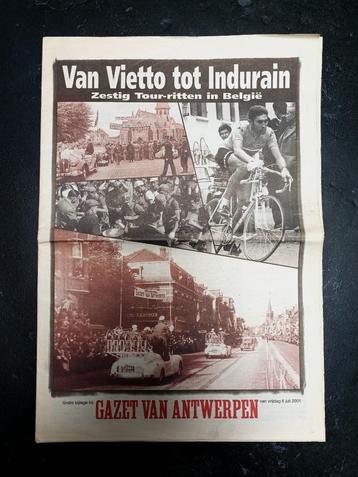 Van Vietto tot Indurain
Zestig Tour-ritten in België
Gratis bijlage bij GAZET VAN ANTWERPEN van vrijdag 6 juli 2001